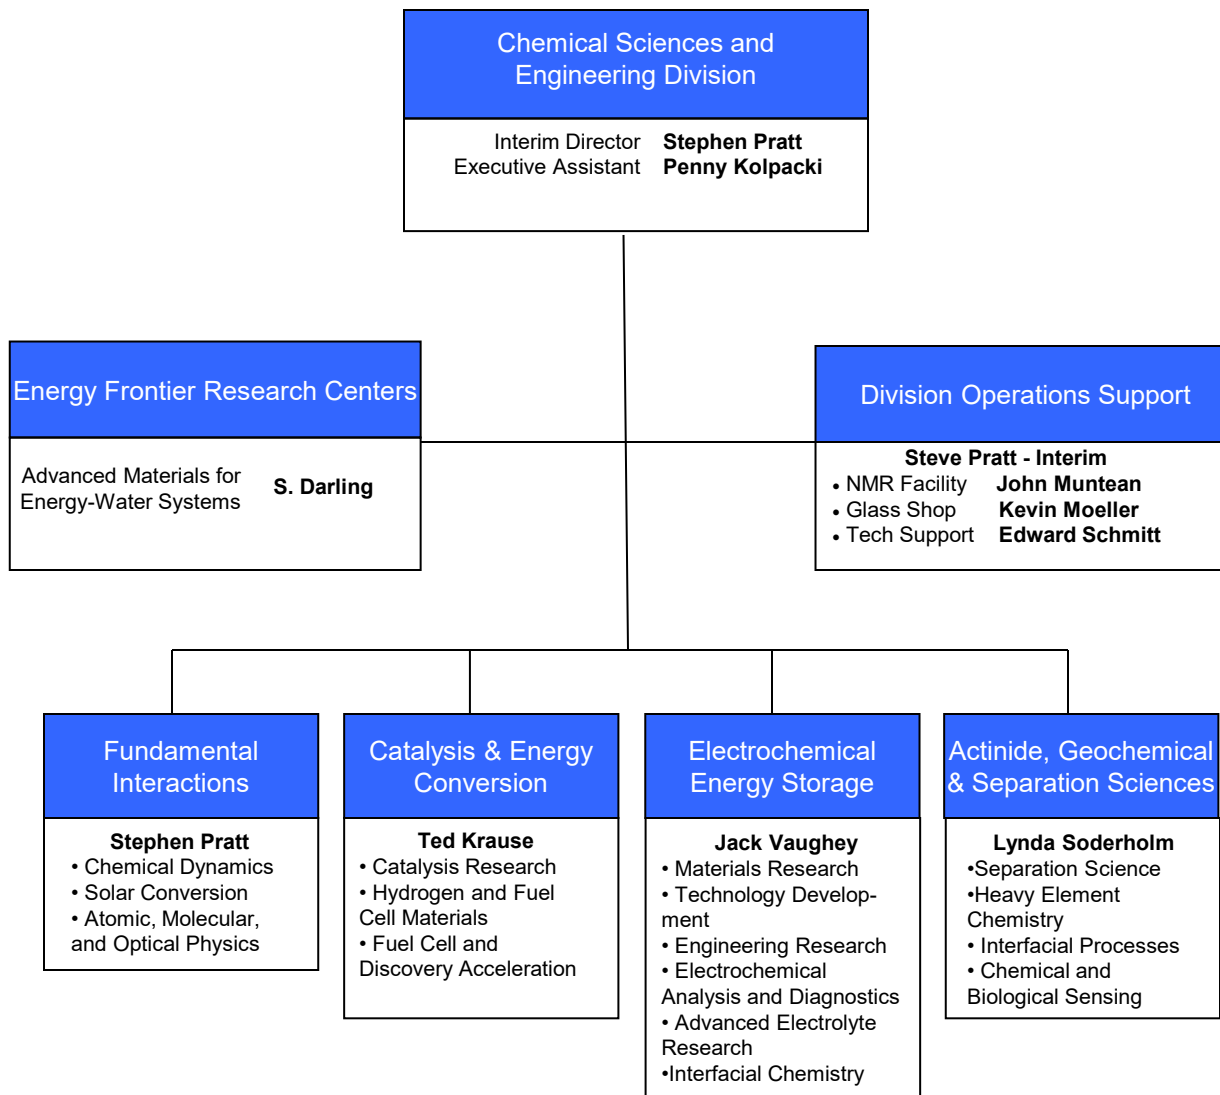 Chemical Sciences and
Engineering Division
Interim Director Stephen Pratt
Executive Assistant Penny Kolpacki
Energy Frontier Research Centers
Advanced Materials for
Energy-Water Systems S. Darling
Division Operations Support
Steve Pratt - Interim
• NMR Facility John Muntean
• Glass Shop Kevin Moeller
• Tech Support Edward Schmitt
Fundamental
Interactions
Stephen Pratt
• Chemical Dynamics
• Solar Conversion
• Atomic, Molecular,
and Optical Physics
Catalysis & Energy
Conversion
Ted Krause
• Catalysis Research
• Hydrogen and Fuel
Cell Materials
• Fuel Cell and
Discovery Acceleration
Electrochemical
Energy Storage
Jack Vaughey
• Materials Research
• Technology Develop-
ment
• Engineering Research
• Electrochemical
Analysis and Diagnostics
• Advanced Electrolyte
Research
•Interfacial Chemistry
Actinide, Geochemical
& Separation Sciences
Lynda Soderholm
•Separation Science
•Heavy Element
Chemistry
• Interfacial Processes
• Chemical and
Biological Sensing